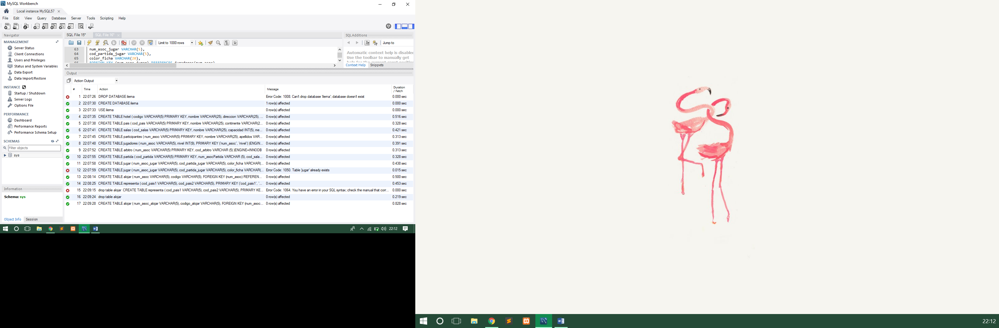 MySQL Workbench
Local instance MySQL57
File Edit View Query Database Server Tools Scripting Help
Navigator
MANAGEMENT
Server Status
Client Connections
Users and Privileges
Status and System Variables
Data Export
Data Import/Restore
INSTANCE
Startup / Shutdown
Server Logs
Options File
PERFORMANCE
Dashboard
Performance Reports
Performance Schema Setup
SCHEMAS
Filter objects
sys
Information
Schema: sys
Object Info Session
SQL File 15* SQL File 16*
Limit to 1000 rows
63 num_asoc_jugar VARCHAR(5),
64 cod_partida_jugar VARCHAR(5),
65 color_ficha VARCHAR(20),
66 FOREIGN KEY (num_asoc_jugar) REFERENCES jugadores(num_asoc)
SQLAdditions
Jump to
Automatic context help is disabled
Use the toolbar to manually get
help for the current caret position
Context Help Snippets
Output
Action Output
# Time Action Message Duration / Fetch
1 22:07:26 DROP DATABASE ilerna Error Code: 1008. Can't drop database 'ilerna'; database doesn't exist 0.000 sec
2 22:07:30 CREATE DATABASE ilerna 1 row(s) affected 0.000 sec
3 22:07:33 USE ilerna 0 row(s) affected 0.000 sec
4 22:07:35 CREATE TABLE hotel ( codigo VARCHAR(5) PRIMARY KEY, nombre VARCHAR(25), direccion VARCHAR(25), ... 0 row(s) affected 0.516 sec
5 22:07:38 CREATE TABLE pais ( cod_pais VARCHAR(5) PRIMARY KEY, nombre VARCHAR(25), continente VARCHAR(2... 0 row(s) affected 0.328 sec
6 22:07:41 CREATE TABLE salas ( cod_salas VARCHAR(5) PRIMARY KEY, nombre VARCHAR(25), capacidad INT(5), me... 0 row(s) affected 0.421 sec
7 22:07:45 CREATE TABLE participantes ( num_asoc VARCHAR(5) PRIMARY KEY, nombre VARCHAR(25), apellidos VAR... 0 row(s) affected 0.313 sec
8 22:07:48 CREATE TABLE jugadores ( num_asoc VARCHAR(5), nivel INT(9), PRIMARY KEY (`num_asoc`, `nivel`) )ENGIN... 0 row(s) affected 0.391 sec
9 22:07:52 CREATE TABLE arbitro ( num_asoc VARCHAR(5) PRIMARY KEY, cod_arbitro VARCHAR (5) )ENGINE=INNODB 0 row(s) affected 0.313 sec
10 22:07:55 CREATE TABLE partida ( cod_partida VARCHAR(5) PRIMARY KEY, num_asocPartida VARCHAR (5), cod_sala... 0 row(s) affected 0.328 sec
11 22:07:58 CREATE TABLE jugar ( num_asoc_jugar VARCHAR(5), cod_partida_jugar VARCHAR(5), color_ficha VARCHAR(... 0 row(s) affected 0.438 sec
12 22:07:59 CREATE TABLE jugar ( num_asoc_jugar VARCHAR(5), cod_partida_jugar VARCHAR(5), color_ficha VARCHAR(... Error Code: 1050. Table 'jugar' already exists 0.015 sec
13 22:08:14 CREATE TABLE alojar ( num_asoc VARCHAR(5), codigo VARCHAR(5), FOREIGN KEY (num_asoc) REFEREN... 0 row(s) affected 0.500 sec
14 22:08:25 CREATE TABLE representa ( cod_pais1 VARCHAR(5), cod_pais2 VARCHAR(5), PRIMARY KEY (`cod_pais1`, `... 0 row(s) affected 0.453 sec
15 22:09:15 drop table alojar CREATE TABLE representa ( cod_pais1 VARCHAR(5), cod_pais2 VARCHAR(5), PRIMARY KE... Error Code: 1064. You have an error in your SQL syntax; check the manual that corr... 0.000 sec
16 22:09:24 drop table alojar 0 row(s) affected 0.219 sec
17 22:09:28 CREATE TABLE alojar ( num_asoc_alojar VARCHAR(5), codigo_alojar VARCHAR(5), FOREIGN KEY (num_asoc... 0 row(s) affected 0.828 sec
22:12
22:12